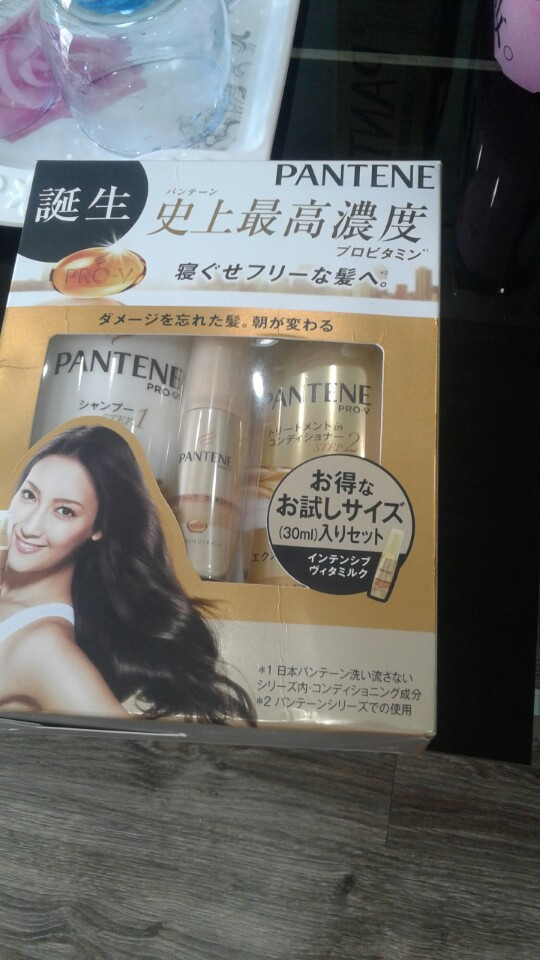 PANTENE
誕生
パンテーン
史上最高濃度
プロビタミン*1
PRO-V
寝ぐせフリーな髪へ。*2
ダメージを忘れた髪。朝が変わる
PANTENE
PRO-V
シャンプー
STEP1
PANTENE
PANTENE
PRO-V
トリートメントin
コンディショナー
STEP2
お得な
お試しサイズ
(30ml)入りセット
インテンシブ
ヴィタミルク
*1 日本パンテーン洗い流さない
シリーズ内・コンディショニング成分
*2 パンテーンシリーズでの使用